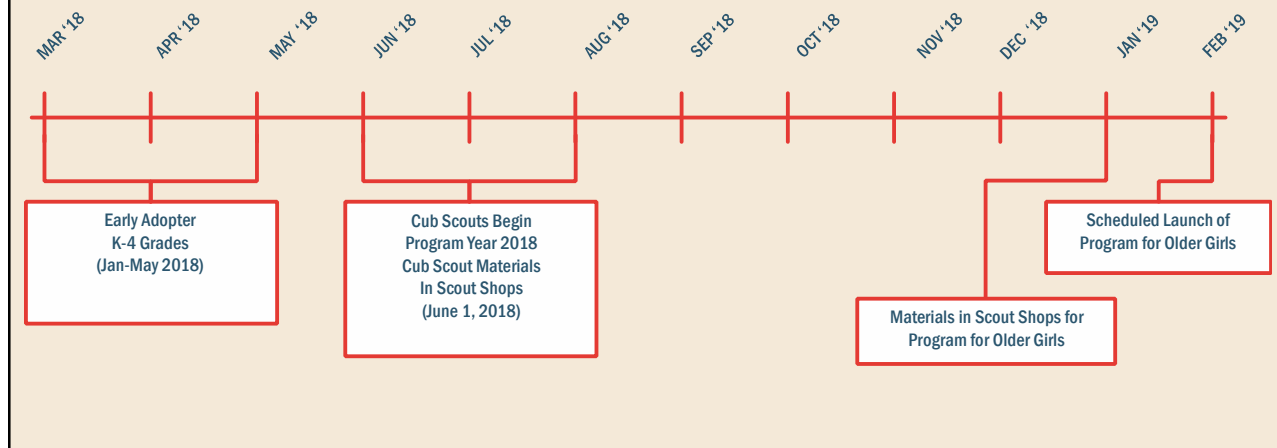 MAR ‘18
APR ‘18
MAY ‘18
JUN ‘18
JUL ‘18
AUG ‘18
SEP ‘18
OCT ‘18
NOV ‘18
DEC ‘18
JAN ‘19
FEB ‘19
Early Adopter
K-4 Grades
(Jan-May 2018)
Cub Scouts Begin
Program Year 2018
Cub Scout Materials
In Scout Shops
(June 1, 2018)
Materials in Scout Shops for
Program for Older Girls
Scheduled Launch of
Program for Older Girls